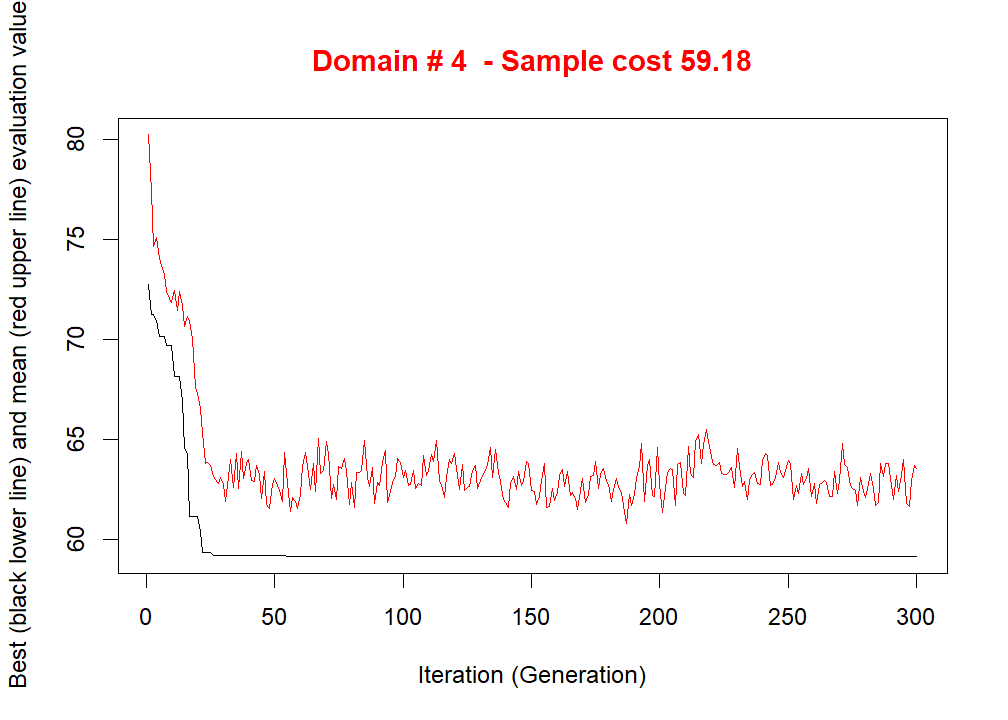 Domain # 4  - Sample cost 59.18
Best (black lower line) and mean (red upper line) evaluation value
80
75
70
65
60
0 50 100 150 200 250 300
Iteration (Generation)